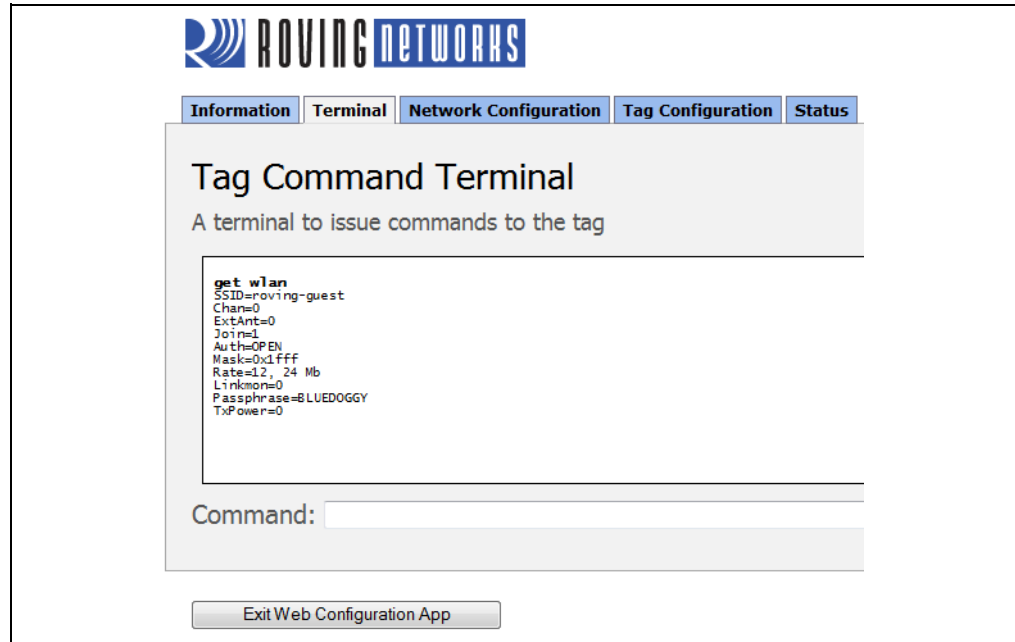 ROVING NETWORKS
Information Terminal Network Configuration Tag Configuration Status
Tag Command Terminal
A terminal to issue commands to the tag
get wlan
SSID=roving-guest
Chan=0
ExtAnt=0
Join=1
Auth=OPEN
Mask=0x1fff
Rate=12, 24 Mb
Linkmon=0
Passphrase=BLUEDOGGY
TxPower=0
Command:
Exit Web Configuration App